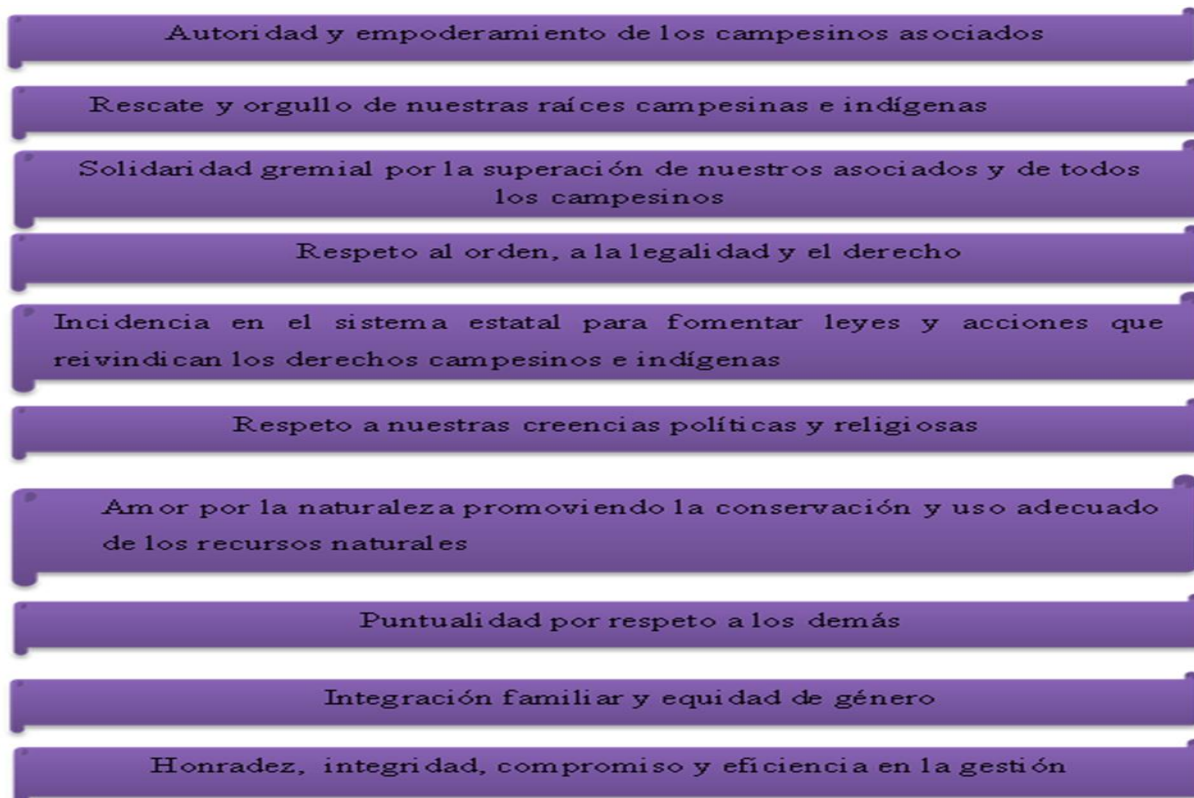 Autoridad y empoderamiento de los campesinos asociados
Rescate y orgullo de nuestras raíces campesinas e indígenas
Solidaridad gremial por la superación de nuestros asociados y de todos
los campesinos
Respeto al orden, a la legalidad y el derecho
Incidencia en el sistema estatal para fomentar leyes y acciones que
reivindican los derechos campesinos e indígenas
Respeto a nuestras creencias políticas y religiosas
Amor por la naturaleza promoviendo la conservación y uso adecuado
de los recursos naturales
Puntualidad por respeto a los demás
Integración familiar y equidad de género
Honradez, integridad, compromiso y eficiencia en la gestión